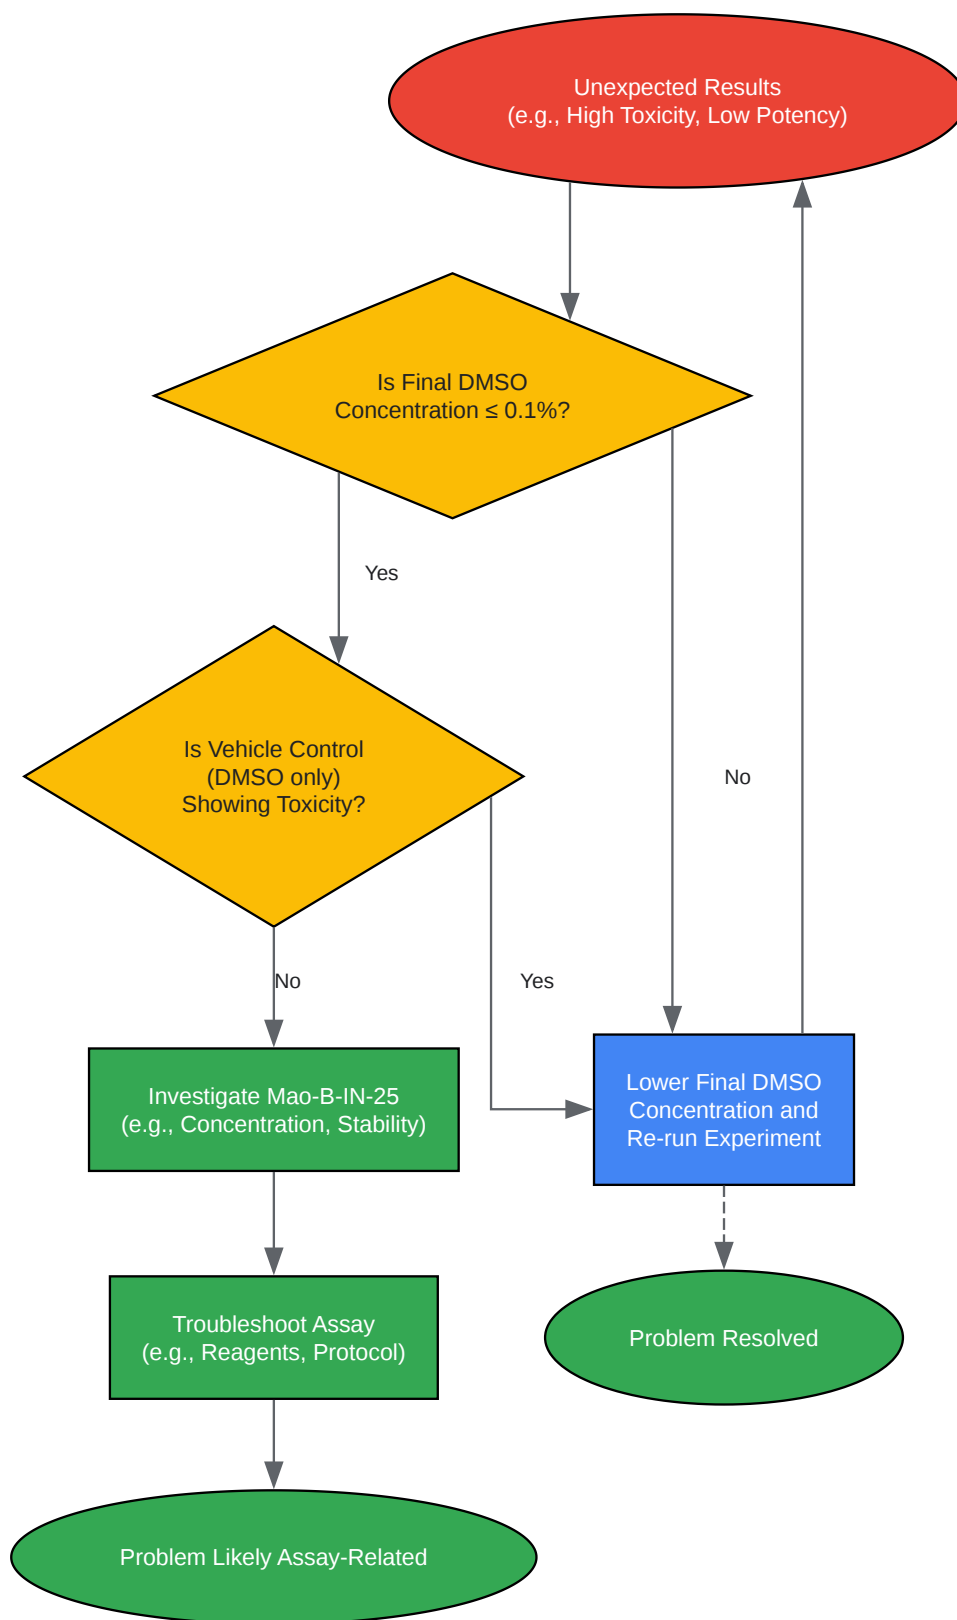 Unexpected Results
(e.g., High Toxicity, Low Potency)
Is Final DMSO
Concentration ≤ 0.1%?
Yes
Is Vehicle Control
(DMSO only)
Showing Toxicity?
No
No
Yes
Investigate Mao-B-IN-25
(e.g., Concentration, Stability)
Lower Final DMSO
Concentration and
Re-run Experiment
Troubleshoot Assay
(e.g., Reagents, Protocol)
Problem Resolved
Problem Likely Assay-Related